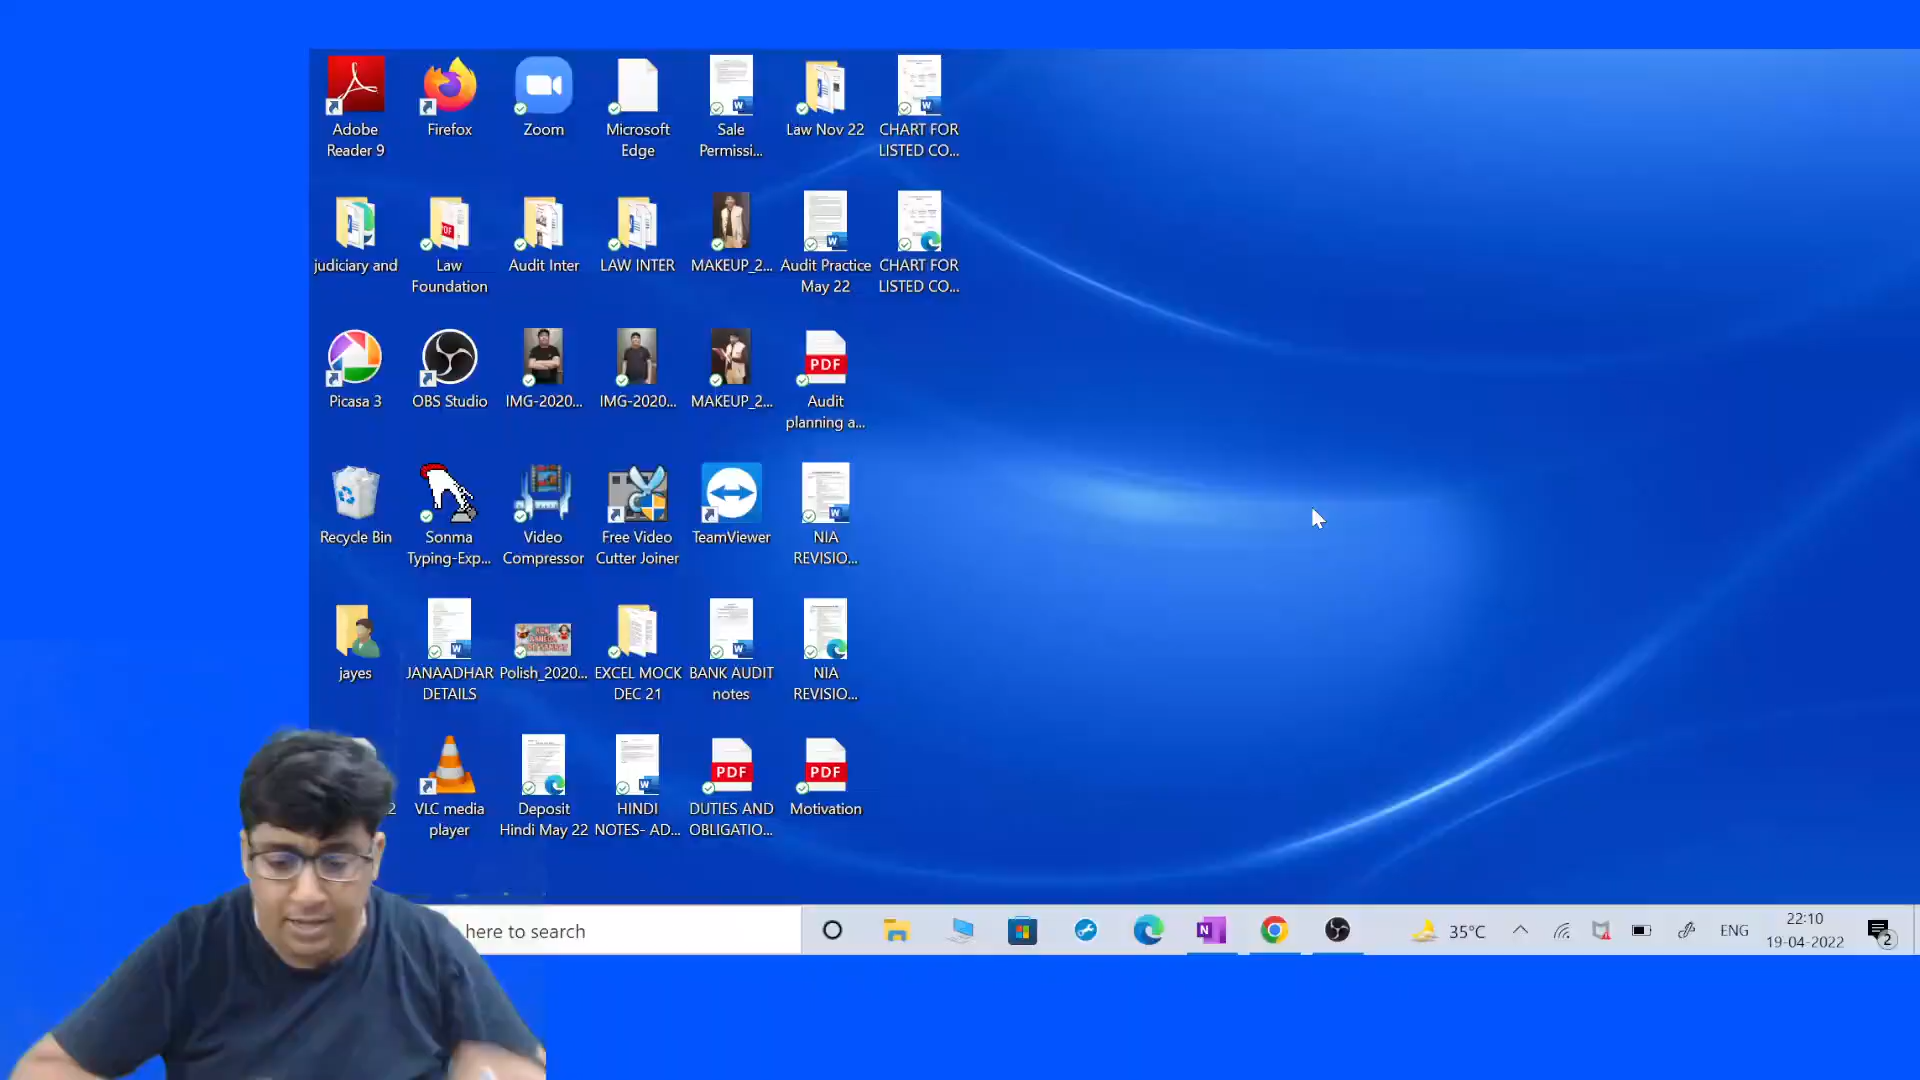 Adobe
Reader 9
Firefox
Zoom
Microsoft
Edge
Sale
Permissi...
Law Nov 22
CHART FOR
LISTED CO...
judiciary and
Law
Foundation
Audit Inter
LAW INTER
MAKEUP_2...
Audit Practice
May 22
CHART FOR
LISTED CO...
Picasa 3
OBS Studio
IMG-2020...
IMG-2020...
MAKEUP_2...
PDF
Audit
planning a...
Recycle Bin
Sonma
Typing-Exp...
Video
Compressor
Free Video
Cutter Joiner
TeamViewer
NIA
REVISIO...
jayes
JANAADHAR
DETAILS
Polish_2020...
EXCEL MOCK
DEC 21
BANK AUDIT
notes
NIA
REVISIO...
2
VLC media
player
Deposit
Hindi May 22
HINDI
NOTES- AD...
PDF
DUTIES AND
OBLIGATIO...
PDF
Motivation
here to search
35°C
ENG
22:10
19-04-2022
2